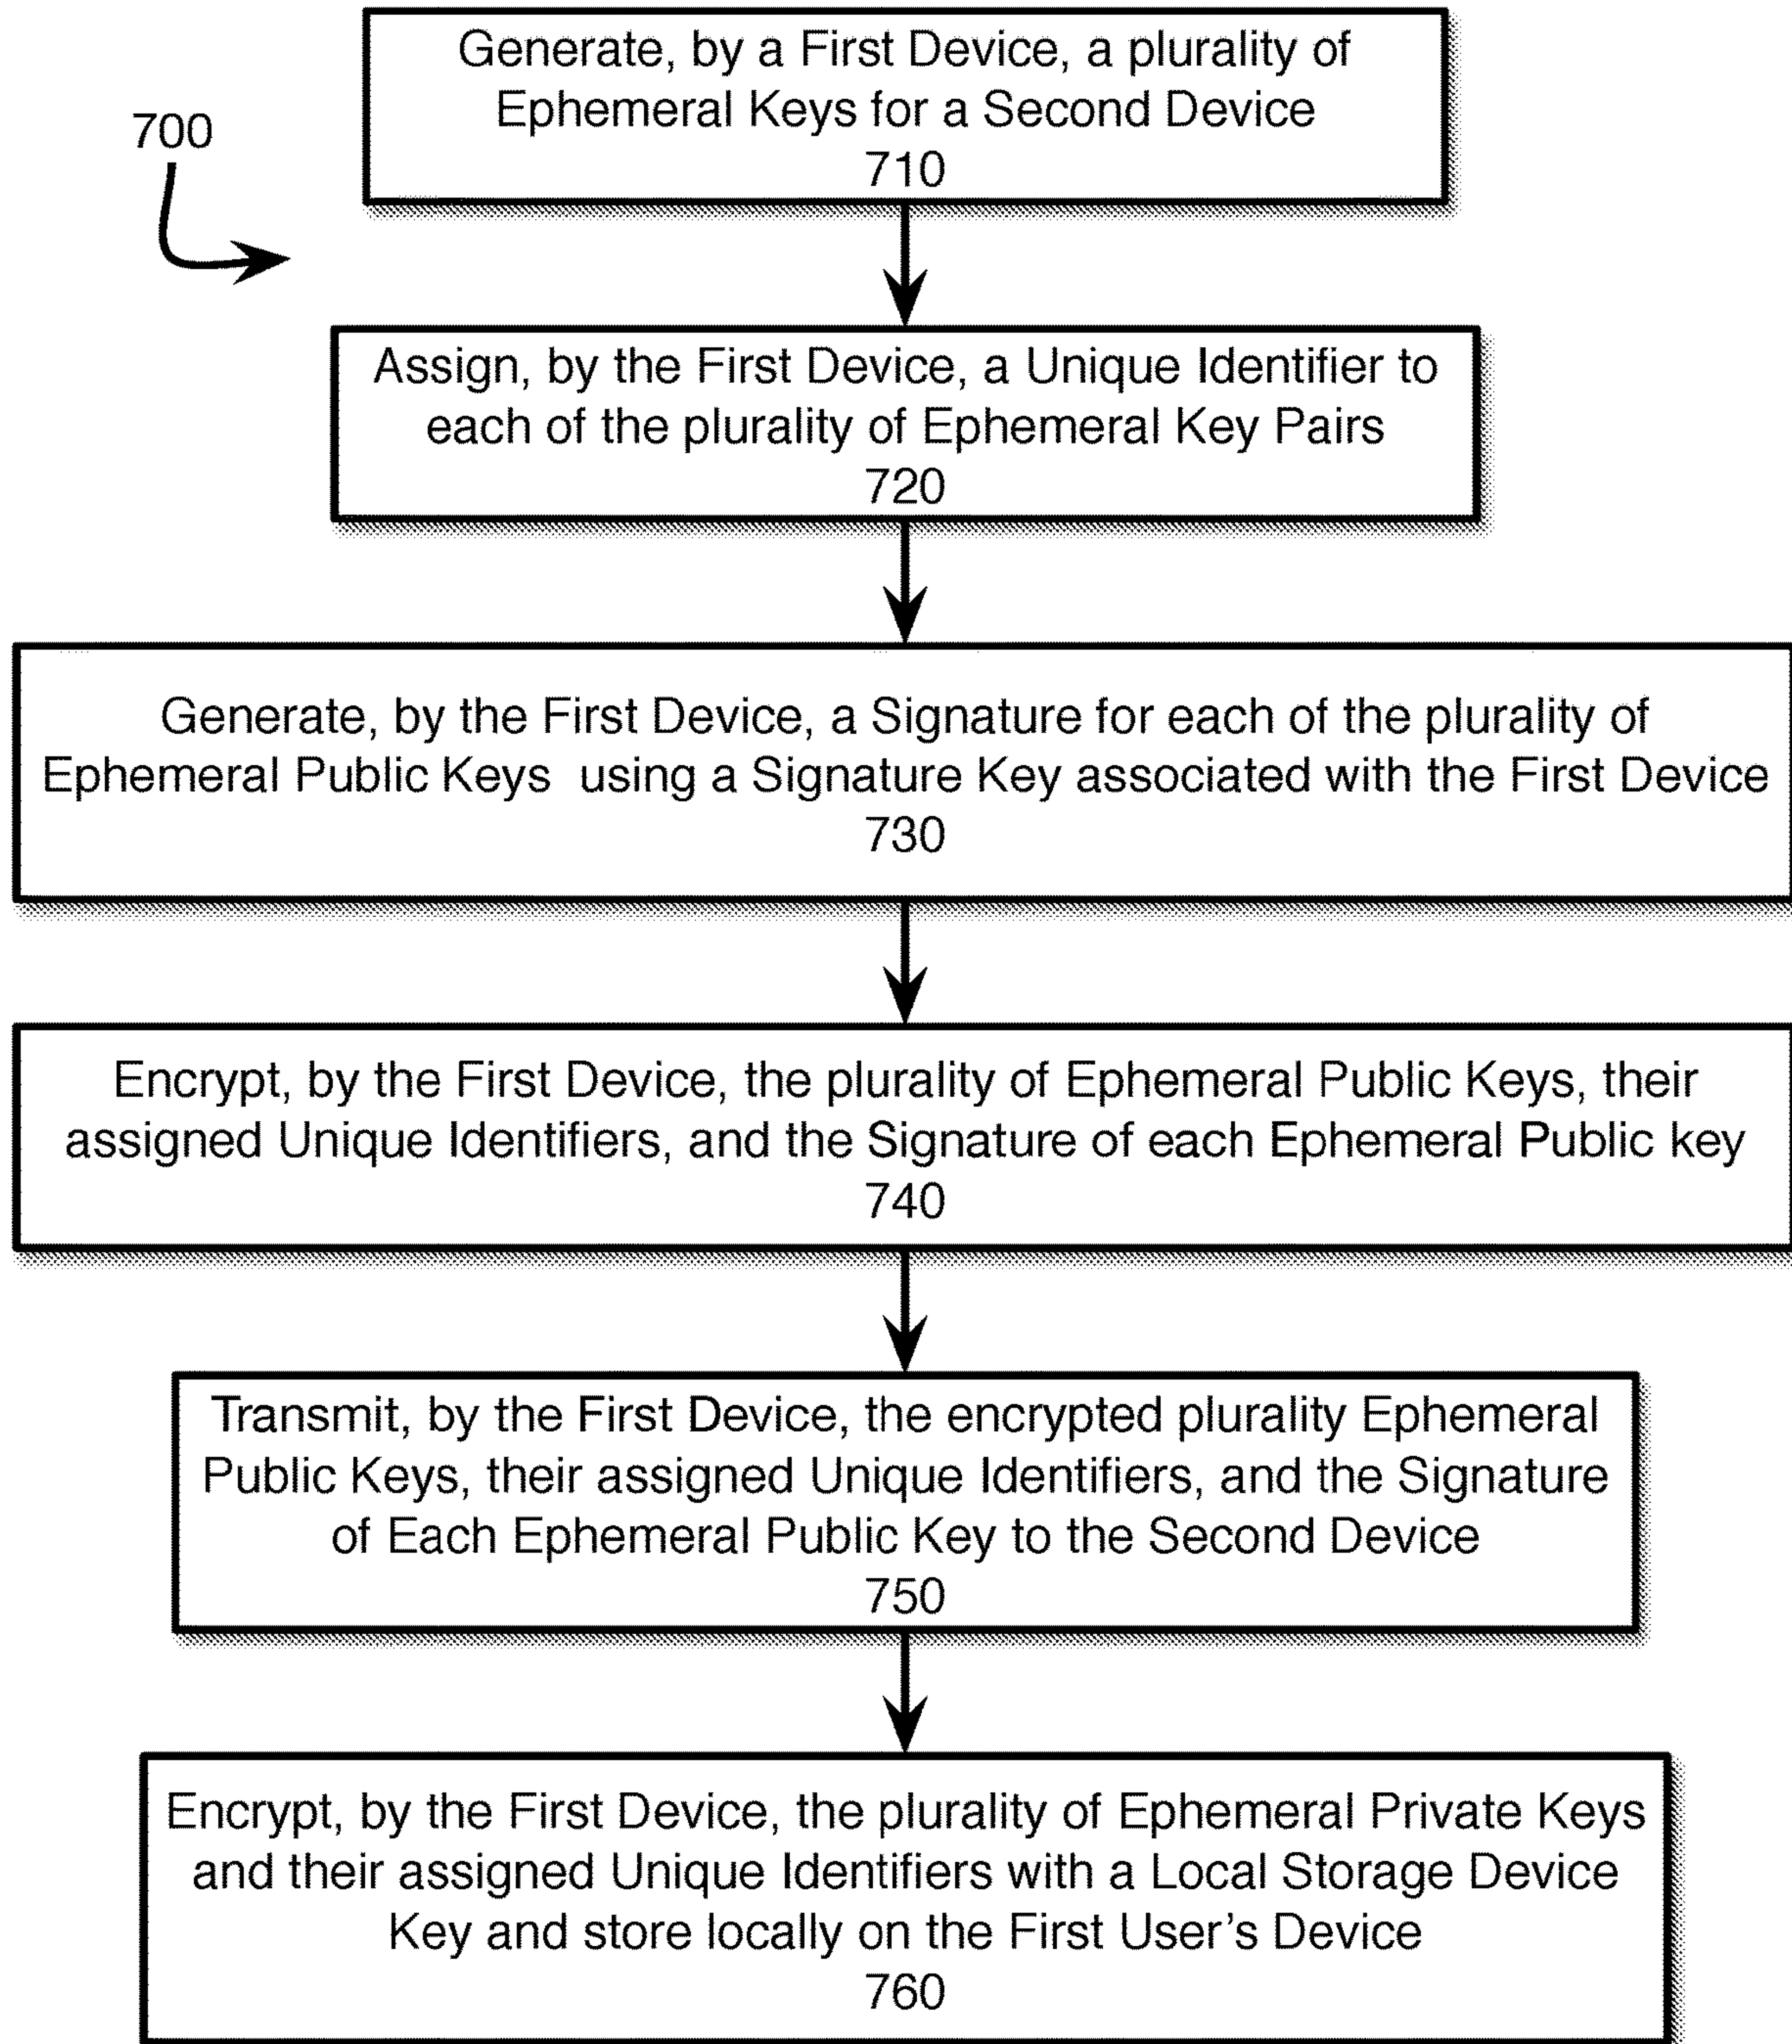 Generate, by a First Device, a plurality of
Ephemeral Keys for a Second Device
710
700
Assign, by the First Device, a Unique Identifier to
each of the plurality of Ephemeral Key Pairs
720
Generate, by the First Device, a Signature for each of the plurality of
Ephemeral Public Keys  using a Signature Key associated with the First Device
730
Encrypt, by the First Device, the plurality of Ephemeral Public Keys, their
assigned Unique Identifiers, and the Signature of each Ephemeral Public key
740
Transmit, by the First Device, the encrypted plurality Ephemeral
Public Keys, their assigned Unique Identifiers, and the Signature
of Each Ephemeral Public Key to the Second Device
750
Encrypt, by the First Device, the plurality of Ephemeral Private Keys
and their assigned Unique Identifiers with a Local Storage Device
Key and store locally on the First User’s Device
760